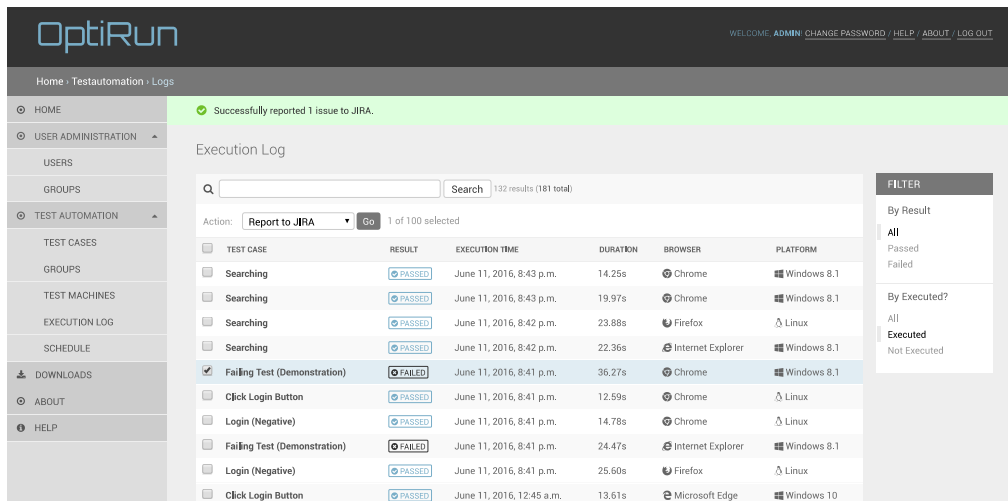 OptiRun
WELCOME, ADMIN! CHANGE PASSWORD / HELP / ABOUT / LOG OUT
Home › Testautomation › Logs
HOME
USER ADMINISTRATION
USERS
GROUPS
TEST AUTOMATION
TEST CASES
GROUPS
TEST MACHINES
EXECUTION LOG
SCHEDULE
DOWNLOADS
ABOUT
HELP
Successfully reported 1 issue to JIRA.
Execution Log
Search 132 results (181 total)
Action: Report to JIRA Go 1 of 100 selected
TEST CASE RESULT EXECUTION TIME DURATION BROWSER PLATFORM
Searching PASSED June 11, 2016, 8:43 p.m. 14.25s Chrome Windows 8.1
Searching PASSED June 11, 2016, 8:43 p.m. 19.97s Chrome Windows 8.1
Searching PASSED June 11, 2016, 8:42 p.m. 23.88s Firefox Linux
Searching PASSED June 11, 2016, 8:42 p.m. 22.36s Internet Explorer Windows 8.1
Failing Test (Demonstration) FAILED June 11, 2016, 8:41 p.m. 36.27s Chrome Windows 8.1
Click Login Button PASSED June 11, 2016, 8:41 p.m. 12.59s Chrome Linux
Login (Negative) PASSED June 11, 2016, 8:41 p.m. 14.78s Chrome Linux
Failing Test (Demonstration) FAILED June 11, 2016, 8:41 p.m. 24.47s Internet Explorer Windows 8.1
Login (Negative) PASSED June 11, 2016, 8:41 p.m. 25.60s Firefox Linux
Click Login Button PASSED June 11, 2016, 12:45 a.m. 13.61s Microsoft Edge Windows 10
FILTER
By Result
All
Passed
Failed
By Executed?
All
Executed
Not Executed